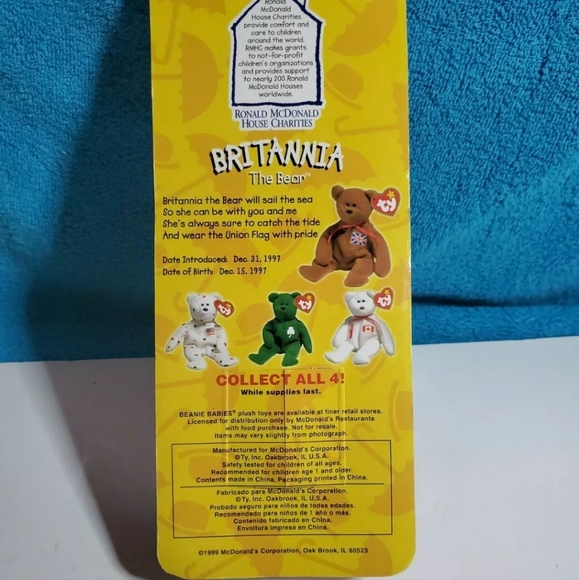 Ronald
McDonald
House Charities
provide comfort and
care to children
around the world.
RMHC makes grants
to not-for-profit
children's organizations
and provides support
to nearly 200 Ronald
McDonald Houses
worldwide.
RONALD MCDONALD
HOUSE CHARITIES
BRITANNIA
The Bear™
Britannia the Bear will sail the sea
So she can be with you and me
She's always sure to catch the tide
And wear the Union Flag with pride
Date Introduced: Dec. 31, 1997
Date of Birth: Dec. 15, 1997
ty
ty
ty
ty
COLLECT ALL 4!
While supplies last.
BEANIE BABIES® plush toys are available at finer retail stores.
Licensed for distribution only by McDonald's Restaurants
with food purchase. Not for resale.
Items may vary slightly from photograph.
Manufactured for McDonald's Corporation.
©Ty, Inc. Oakbrook, IL U.S.A.
Safety tested for children of all ages.
Recommended for children age 1 and older.
Contents made in China. Packaging printed in China.
Fabricado para McDonald's Corporation.
©Ty, Inc. Oakbrook, IL U.S.A.
Probado seguro para niños de todas edades.
Recomendado para niños de 1 año o más.
Contenido fabricado en China.
Envoltura impresa en China.
©1999 McDonald's Corporation, Oak Brook, IL 60523